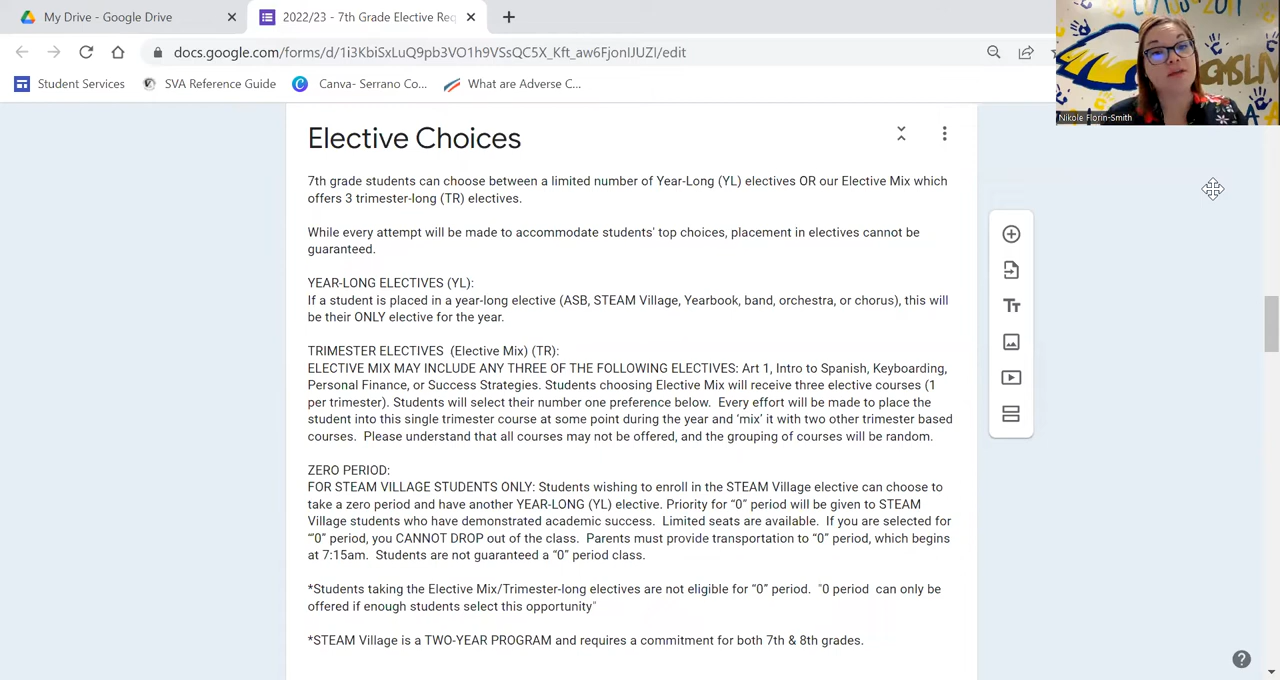 My Drive - Google Drive
2022/23 - 7th Grade Elective Req
docs.google.com/forms/d/1i3KbiSxLuQ9pb3VO1h9VSsQC5X_Kft_aw6FjonIJUZI/edit
Student Services
SVA Reference Guide
Canva- Serrano Co...
What are Adverse C...
Nikole Florin-Smith
Elective Choices
7th grade students can choose between a limited number of Year-Long (YL) electives OR our Elective Mix which
offers 3 trimester-long (TR) electives.
While every attempt will be made to accommodate students' top choices, placement in electives cannot be
guaranteed.
YEAR-LONG ELECTIVES (YL):
If a student is placed in a year-long elective (ASB, STEAM Village, Yearbook, band, orchestra, or chorus), this will
be their ONLY elective for the year.
TRIMESTER ELECTIVES (Elective Mix) (TR):
ELECTIVE MIX MAY INCLUDE ANY THREE OF THE FOLLOWING ELECTIVES: Art 1, Intro to Spanish, Keyboarding,
Personal Finance, or Success Strategies. Students choosing Elective Mix will receive three elective courses (1
per trimester). Students will select their number one preference below. Every effort will be made to place the
student into this single trimester course at some point during the year and 'mix' it with two other trimester based
courses. Please understand that all courses may not be offered, and the grouping of courses will be random.
ZERO PERIOD:
FOR STEAM VILLAGE STUDENTS ONLY: Students wishing to enroll in the STEAM Village elective can choose to
take a zero period and have another YEAR-LONG (YL) elective. Priority for “0” period will be given to STEAM
Village students who have demonstrated academic success. Limited seats are available. If you are selected for
“0” period, you CANNOT DROP out of the class. Parents must provide transportation to “0” period, which begins
at 7:15am. Students are not guaranteed a “0” period class.
*Students taking the Elective Mix/Trimester-long electives are not eligible for “0” period. "0 period can only be
offered if enough students select this opportunity"
*STEAM Village is a TWO-YEAR PROGRAM and requires a commitment for both 7th & 8th grades.